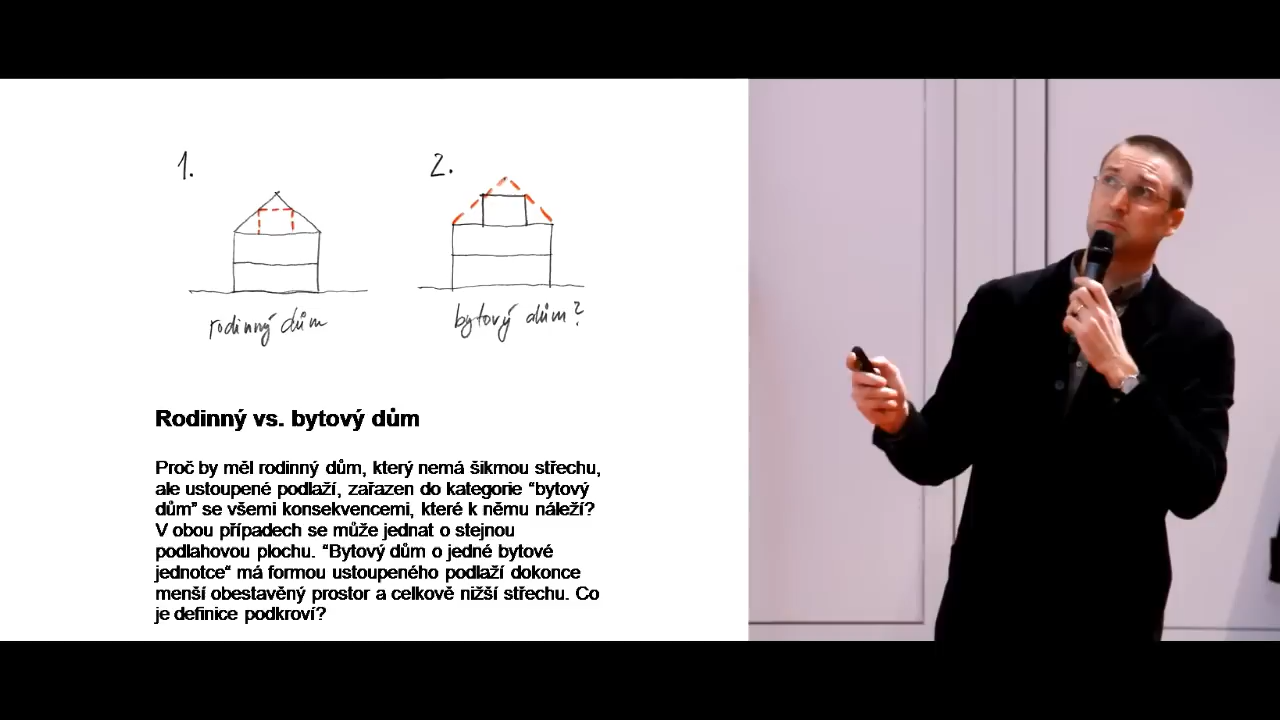 1.
2.
rodinný dům
bytový dům?
Rodinný vs. bytový dům
Proč by měl rodinný dům, který nemá šikmou střechu,
ale ustoupené podlaží, zařazen do kategorie “bytový
dům” se všemi konsekvencemi, které k němu náleží?
V obou případech se může jednat o stejnou
podlahovou plochu. “Bytový dům o jedné bytové
jednotce“ má formou ustoupeného podlaží dokonce
menší obestavěný prostor a celkově nižší střechu. Co
je definice podkroví?